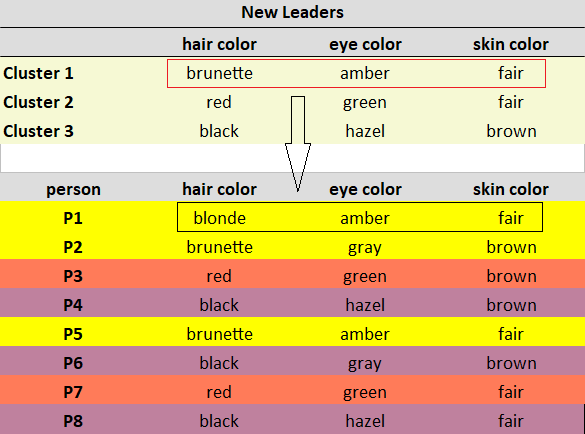 New Leaders
hair color eye color skin color
Cluster 1 brunette amber fair
Cluster 2 red green fair
Cluster 3 black hazel brown
person hair color eye color skin color
P1 blonde amber fair
P2 brunette gray brown
P3 red green brown
P4 black hazel brown
P5 brunette amber fair
P6 black gray brown
P7 red green fair
P8 black hazel fair